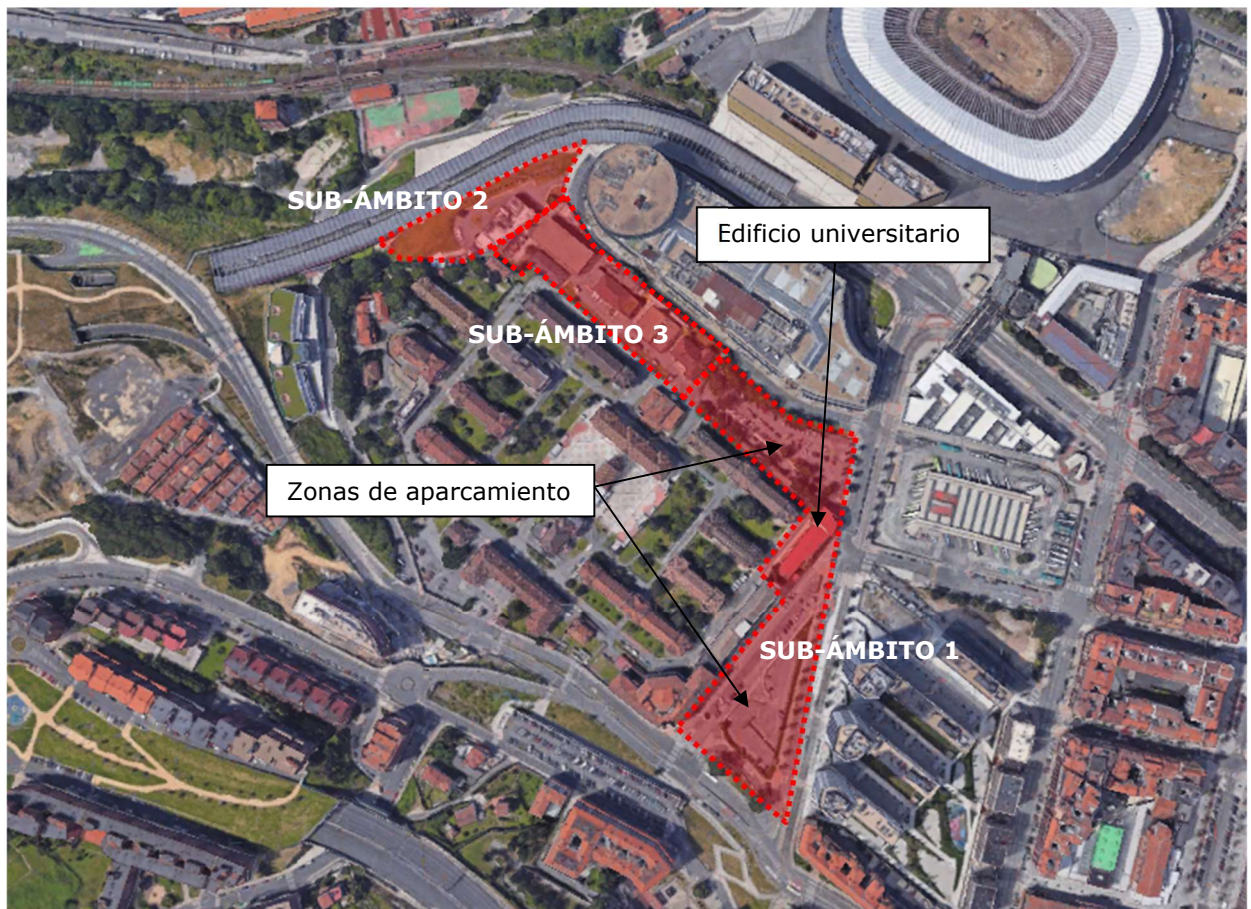 SUB-ÁMBITO 2
Edificio universitario
SUB-ÁMBITO 3
Zonas de aparcamiento
SUB-ÁMBITO 1